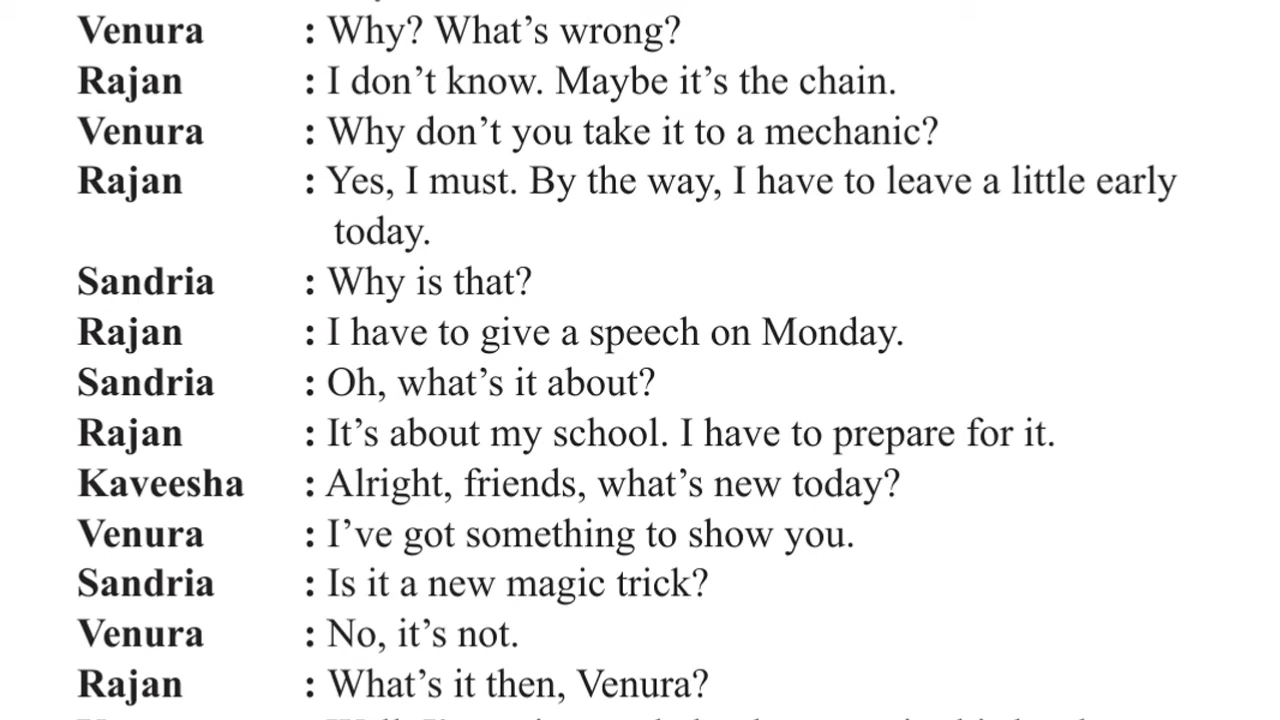 Venura : Why? What's wrong?
Rajan : I don't know. Maybe it's the chain.
Venura : Why don't you take it to a mechanic?
Rajan : Yes, I must. By the way, I have to leave a little early
today.
Sandria : Why is that?
Rajan : I have to give a speech on Monday.
Sandria : Oh, what's it about?
Rajan : It's about my school. I have to prepare for it.
Kaveesha : Alright, friends, what's new today?
Venura : I've got something to show you.
Sandria : Is it a new magic trick?
Venura : No, it's not.
Rajan : What's it then, Venura?